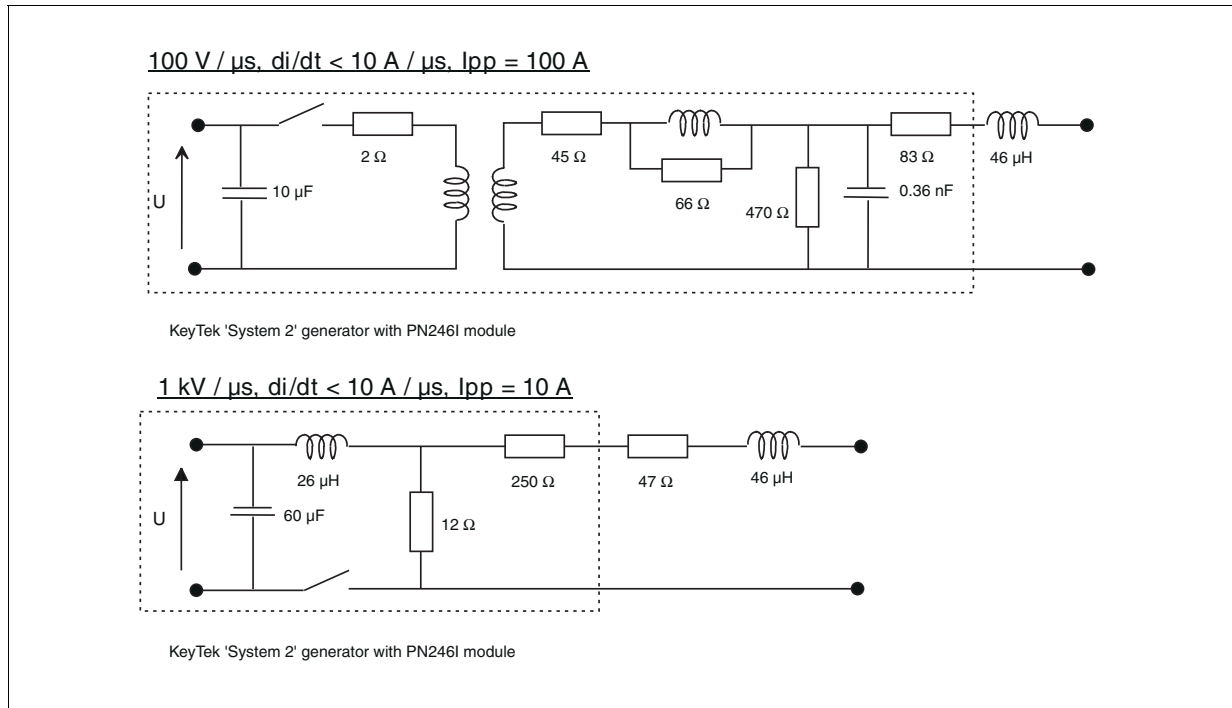 100 V / µs, di/dt < 10 A / µs, Ipp = 100 A
U
10 µF
2 Ω
45 Ω
66 Ω
470 Ω
0.36 nF
83 Ω
46 µH
KeyTek 'System 2' generator with PN246I module
1 kV / µs, di/dt < 10 A / µs, Ipp = 10 A
U
60 µF
26 µH
12 Ω
250 Ω
47 Ω
46 µH
KeyTek 'System 2' generator with PN246I module